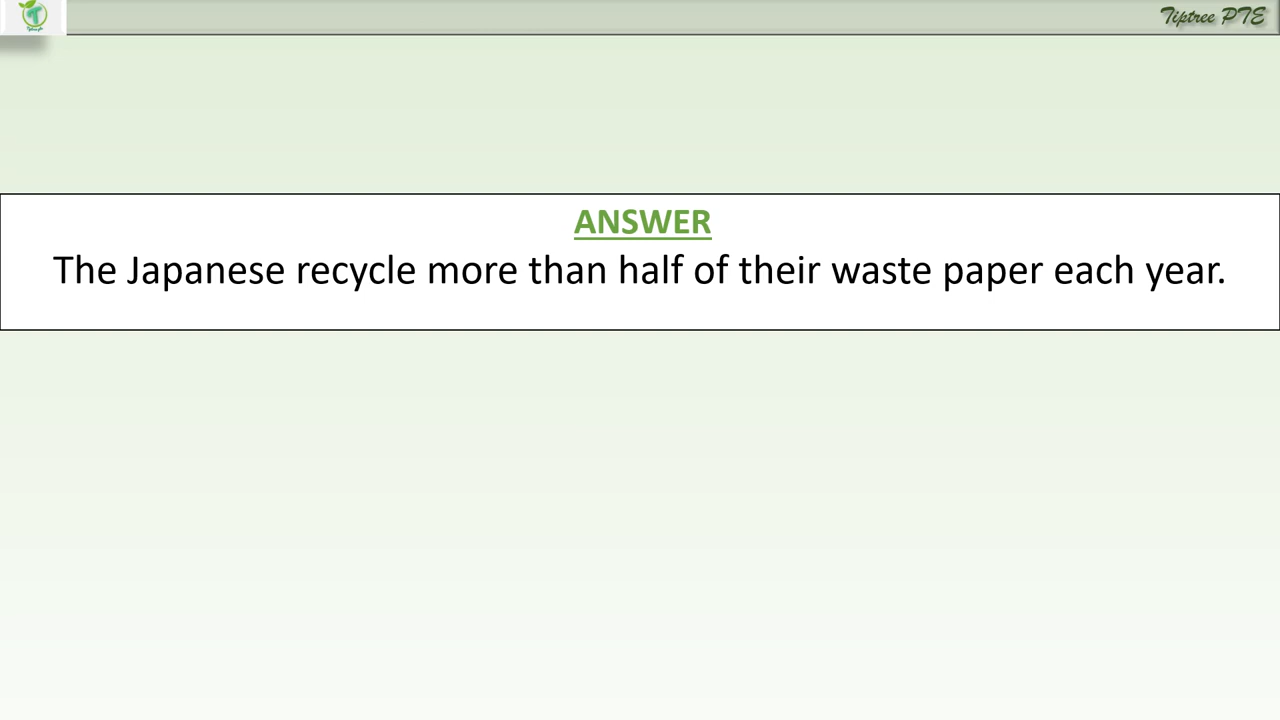 Tiptree PTE
ANSWER
The Japanese recycle more than half of their waste paper each year.